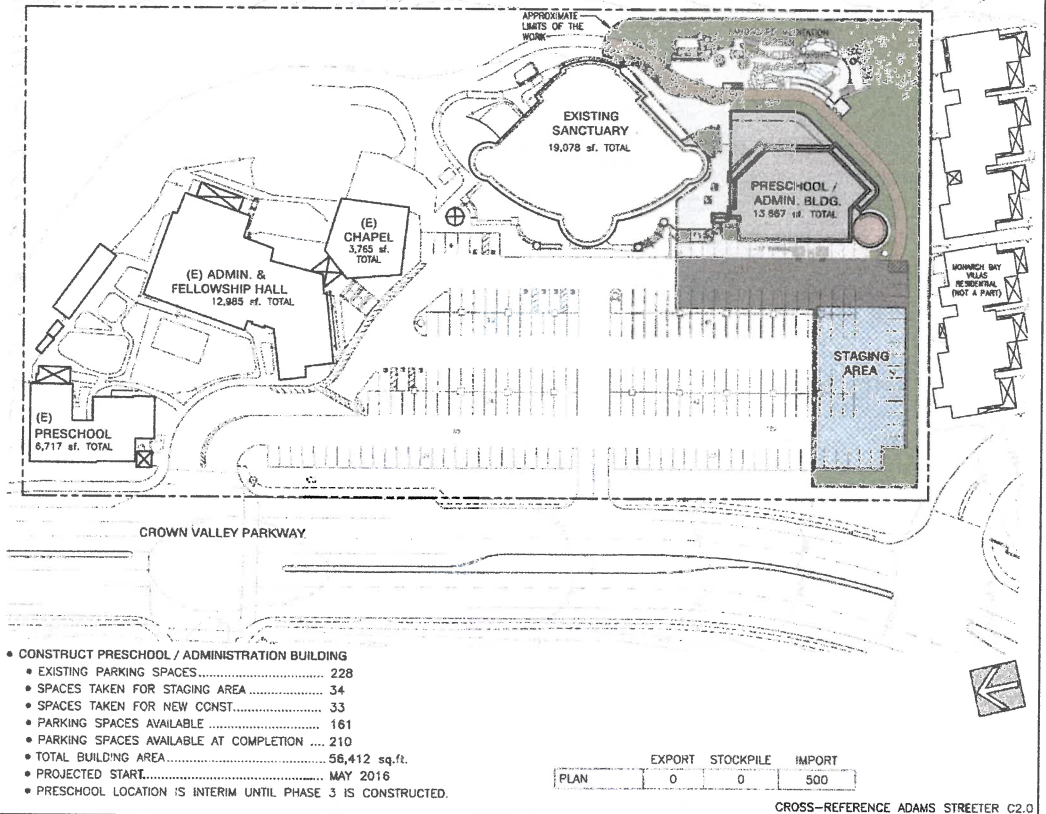 APPROXIMATE
LIMITS OF THE
WORK
EXISTING
SANCTUARY
19,078 sf. TOTAL
PRESCHOOL /
ADMIN. BLDG.
13,867 sf. TOTAL
(E)
CHAPEL
3,765 sf.
TOTAL
(E) ADMIN. &
FELLOWSHIP HALL
12,985 sf. TOTAL
MONARCH BAY
VILLAS
RESIDENTIAL
(NOT A PART)
STAGING
AREA
(E)
PRESCHOOL
6,717 sf. TOTAL
CROWN VALLEY PARKWAY
• CONSTRUCT PRESCHOOL / ADMINISTRATION BUILDING
• EXISTING PARKING SPACES.............................. 228
• SPACES TAKEN FOR STAGING AREA .................. 34
• SPACES TAKEN FOR NEW CONST...................... 33
• PARKING SPACES AVAILABLE ........................... 161
• PARKING SPACES AVAILABLE AT COMPLETION .... 210
• TOTAL BUILDING AREA....................................... 56,412 sq.ft.
• PROJECTED START............................................. MAY 2016
• PRESCHOOL LOCATION IS INTERIM UNTIL PHASE 3 IS CONSTRUCTED.
EXPORT STOCKPILE IMPORT
PLAN 0 0 500
CROSS-REFERENCE ADAMS STREETER C2.0